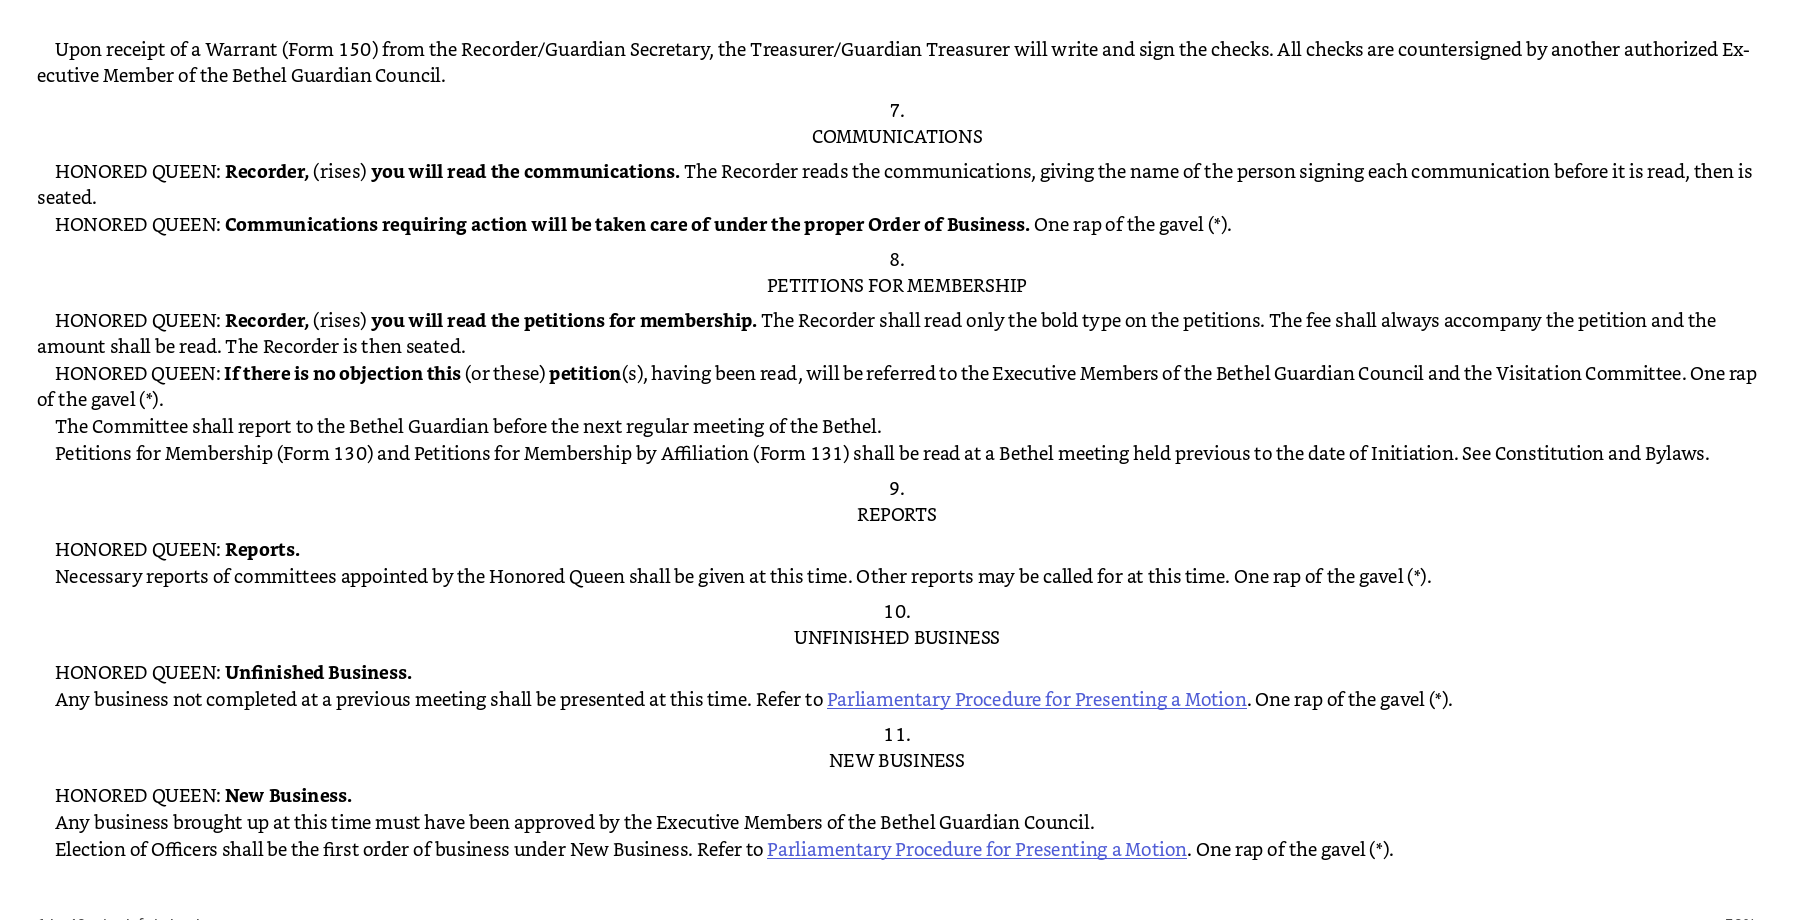 Upon receipt of a Warrant (Form 150) from the Recorder/Guardian Secretary, the Treasurer/Guardian Treasurer will write and sign the checks. All checks are countersigned by another authorized Ex-
ecutive Member of the Bethel Guardian Council.
7.
COMMUNICATIONS
HONORED QUEEN: Recorder, (rises) you will read the communications. The Recorder reads the communications, giving the name of the person signing each communication before it is read, then is
seated.
HONORED QUEEN: Communications requiring action will be taken care of under the proper Order of Business. One rap of the gavel (*).
8.
PETITIONS FOR MEMBERSHIP
HONORED QUEEN: Recorder, (rises) you will read the petitions for membership. The Recorder shall read only the bold type on the petitions. The fee shall always accompany the petition and the
amount shall be read. The Recorder is then seated.
HONORED QUEEN: If there is no objection this (or these) petition(s), having been read, will be referred to the Executive Members of the Bethel Guardian Council and the Visitation Committee. One rap
of the gavel (*).
The Committee shall report to the Bethel Guardian before the next regular meeting of the Bethel.
Petitions for Membership (Form 130) and Petitions for Membership by Affiliation (Form 131) shall be read at a Bethel meeting held previous to the date of Initiation. See Constitution and Bylaws.
9.
REPORTS
HONORED QUEEN: Reports.
Necessary reports of committees appointed by the Honored Queen shall be given at this time. Other reports may be called for at this time. One rap of the gavel (*).
10.
UNFINISHED BUSINESS
HONORED QUEEN: Unfinished Business.
Any business not completed at a previous meeting shall be presented at this time. Refer to Parliamentary Procedure for Presenting a Motion. One rap of the gavel (*).
11.
NEW BUSINESS
HONORED QUEEN: New Business.
Any business brought up at this time must have been approved by the Executive Members of the Bethel Guardian Council.
Election of Officers shall be the first order of business under New Business. Refer to Parliamentary Procedure for Presenting a Motion. One rap of the gavel (*).